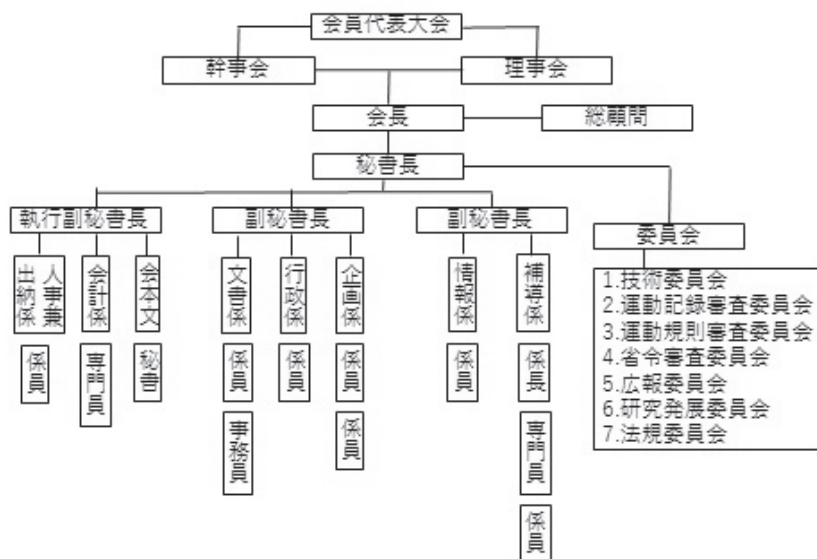 会員代表大会
幹事会
理事会
会長
総顧問
秘書長
執行副秘書長
副秘書長
副秘書長
委員会
人事兼
出納係
会計係
会本文
文書係
行政係
企画係
情報係
補導係
係員
専門員
秘書
係員
係員
係員
係員
係長
事務員
係員
専門員
係員
1.技術委員会
2.運動記録審査委員会
3.運動規則審査委員会
4.省令審査委員会
5.広報委員会
6.研究発展委員会
7.法規委員会